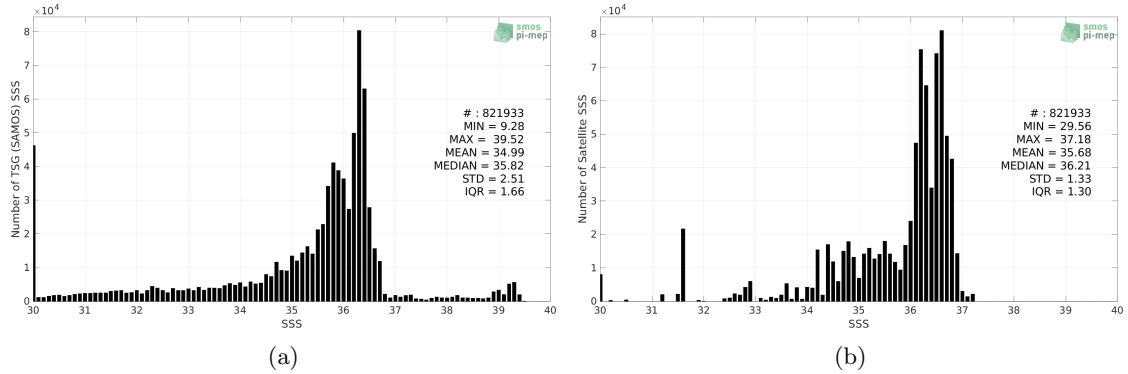 ×10⁴
8
7
6
5
4
3
2
1
0
Number of TSG (SAMOS) SSS
smos
pi-mep
# : 821933
MIN = 9.28
MAX = 39.52
MEAN = 34.99
MEDIAN = 35.82
STD = 2.51
IQR = 1.66
30 31 32 33 34 35 36 37 38 39 40
SSS
(a)
×10⁴
8
7
6
5
4
3
2
1
0
Number of Satellite SSS
smos
pi-mep
# : 821933
MIN = 29.56
MAX = 37.18
MEAN = 35.68
MEDIAN = 36.21
STD = 1.33
IQR = 1.30
30 31 32 33 34 35 36 37 38 39 40
SSS
(b)